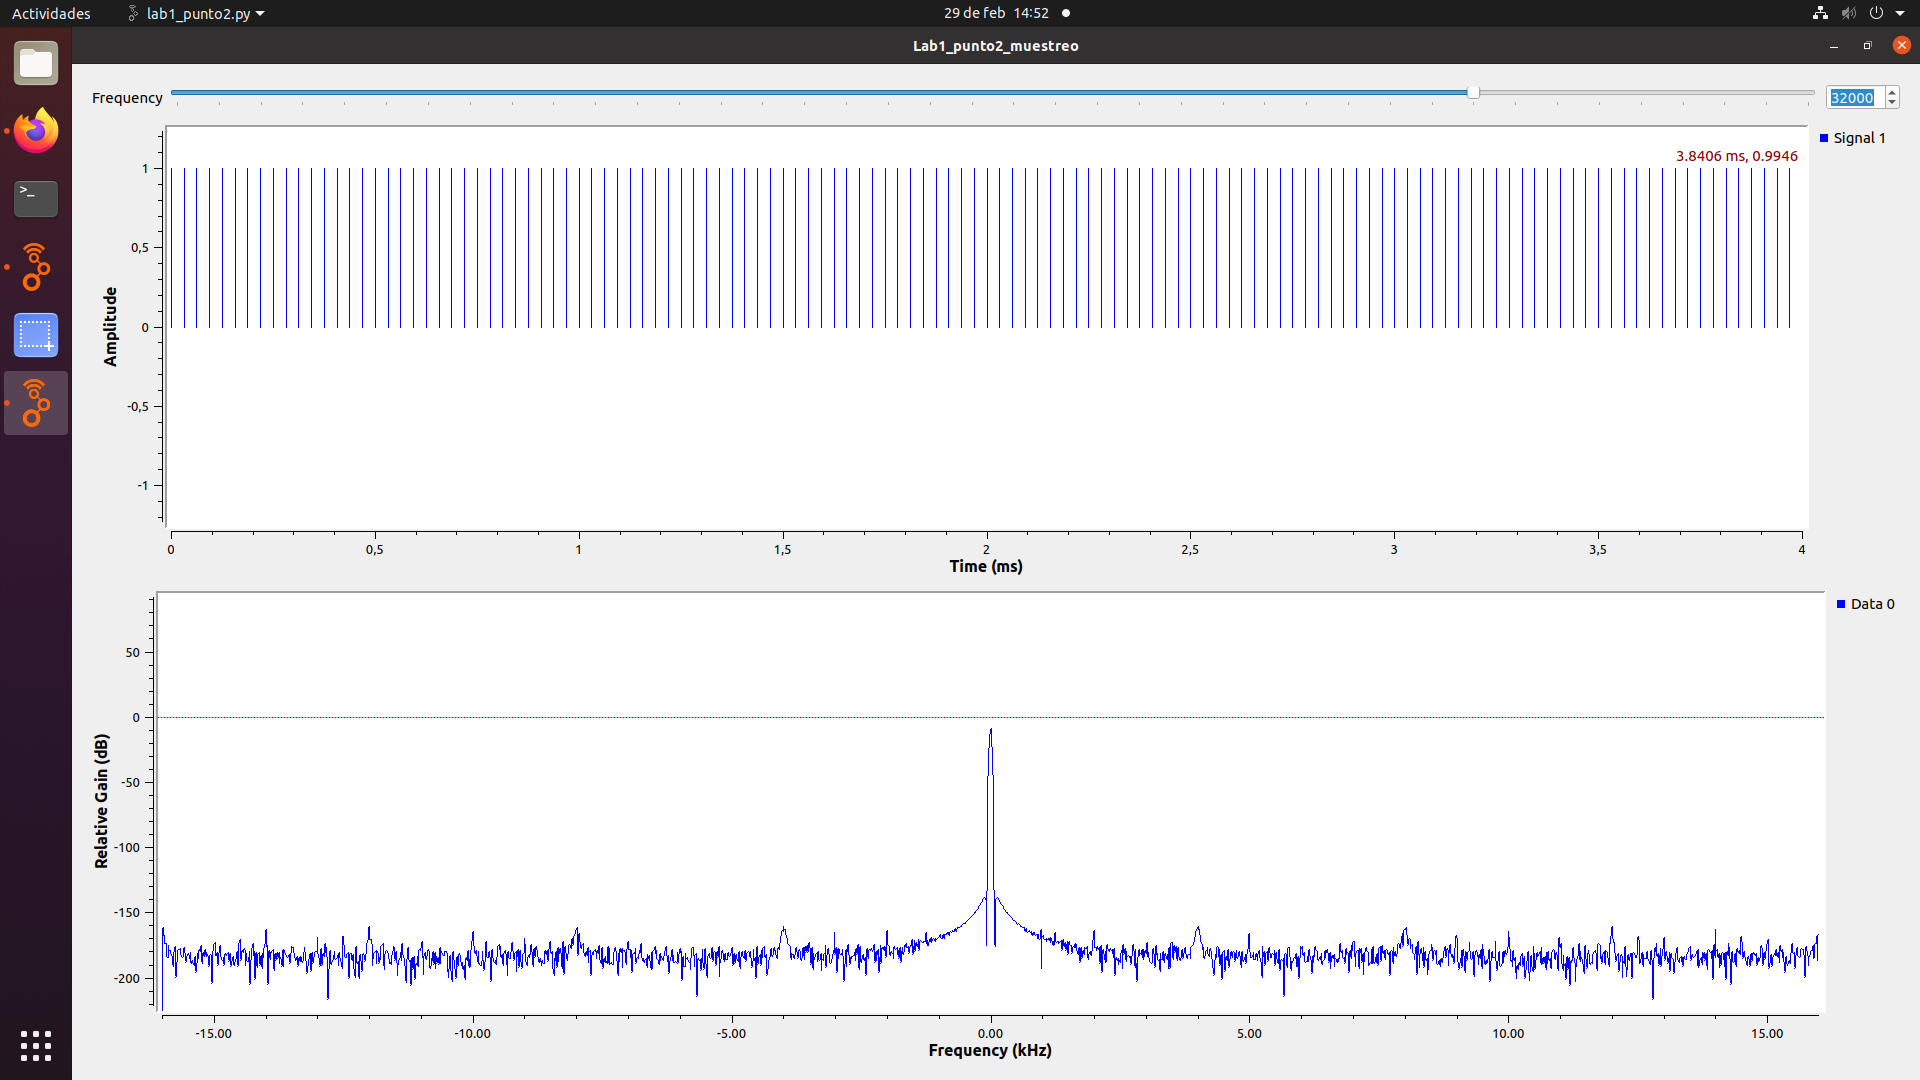 Actividades lab1_punto2.py 29 de feb 14:52
Lab1_punto2_muestreo
Frequency 32000
Signal 1
3.8406 ms, 0.9946
1
0,5
0
-0,5
-1
Amplitude
0 0,5 1 1,5 2 2,5 3 3,5 4
Time (ms)
Data 0
50
0
-50
-100
-150
-200
Relative Gain (dB)
-15.00 -10.00 -5.00 0.00 5.00 10.00 15.00
Frequency (kHz)